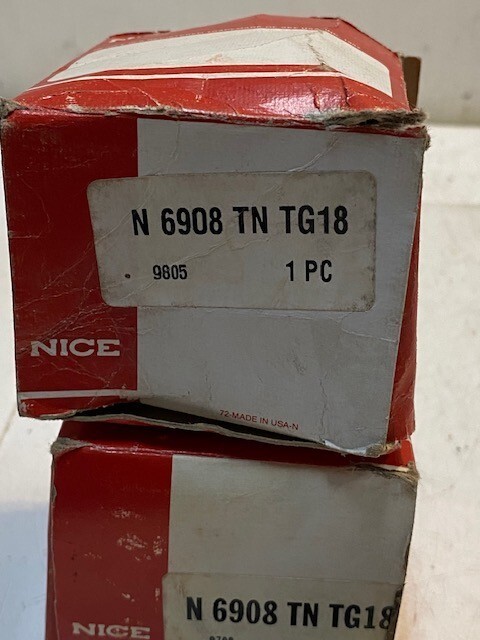 N 6908 TN TG18
9805 1 PC
NICE
72-MADE IN USA-N
N 6908 TN TG18
NICE